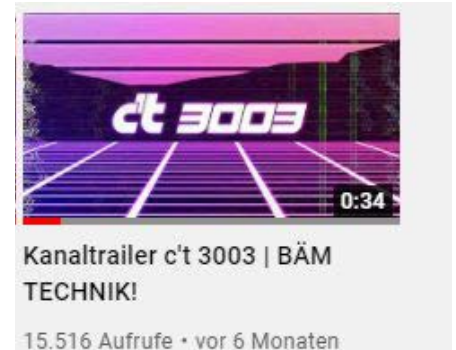 c't 3003
0:34
Kanaltrailer c't 3003 | BÄM
TECHNIK!
15.516 Aufrufe • vor 6 Monaten